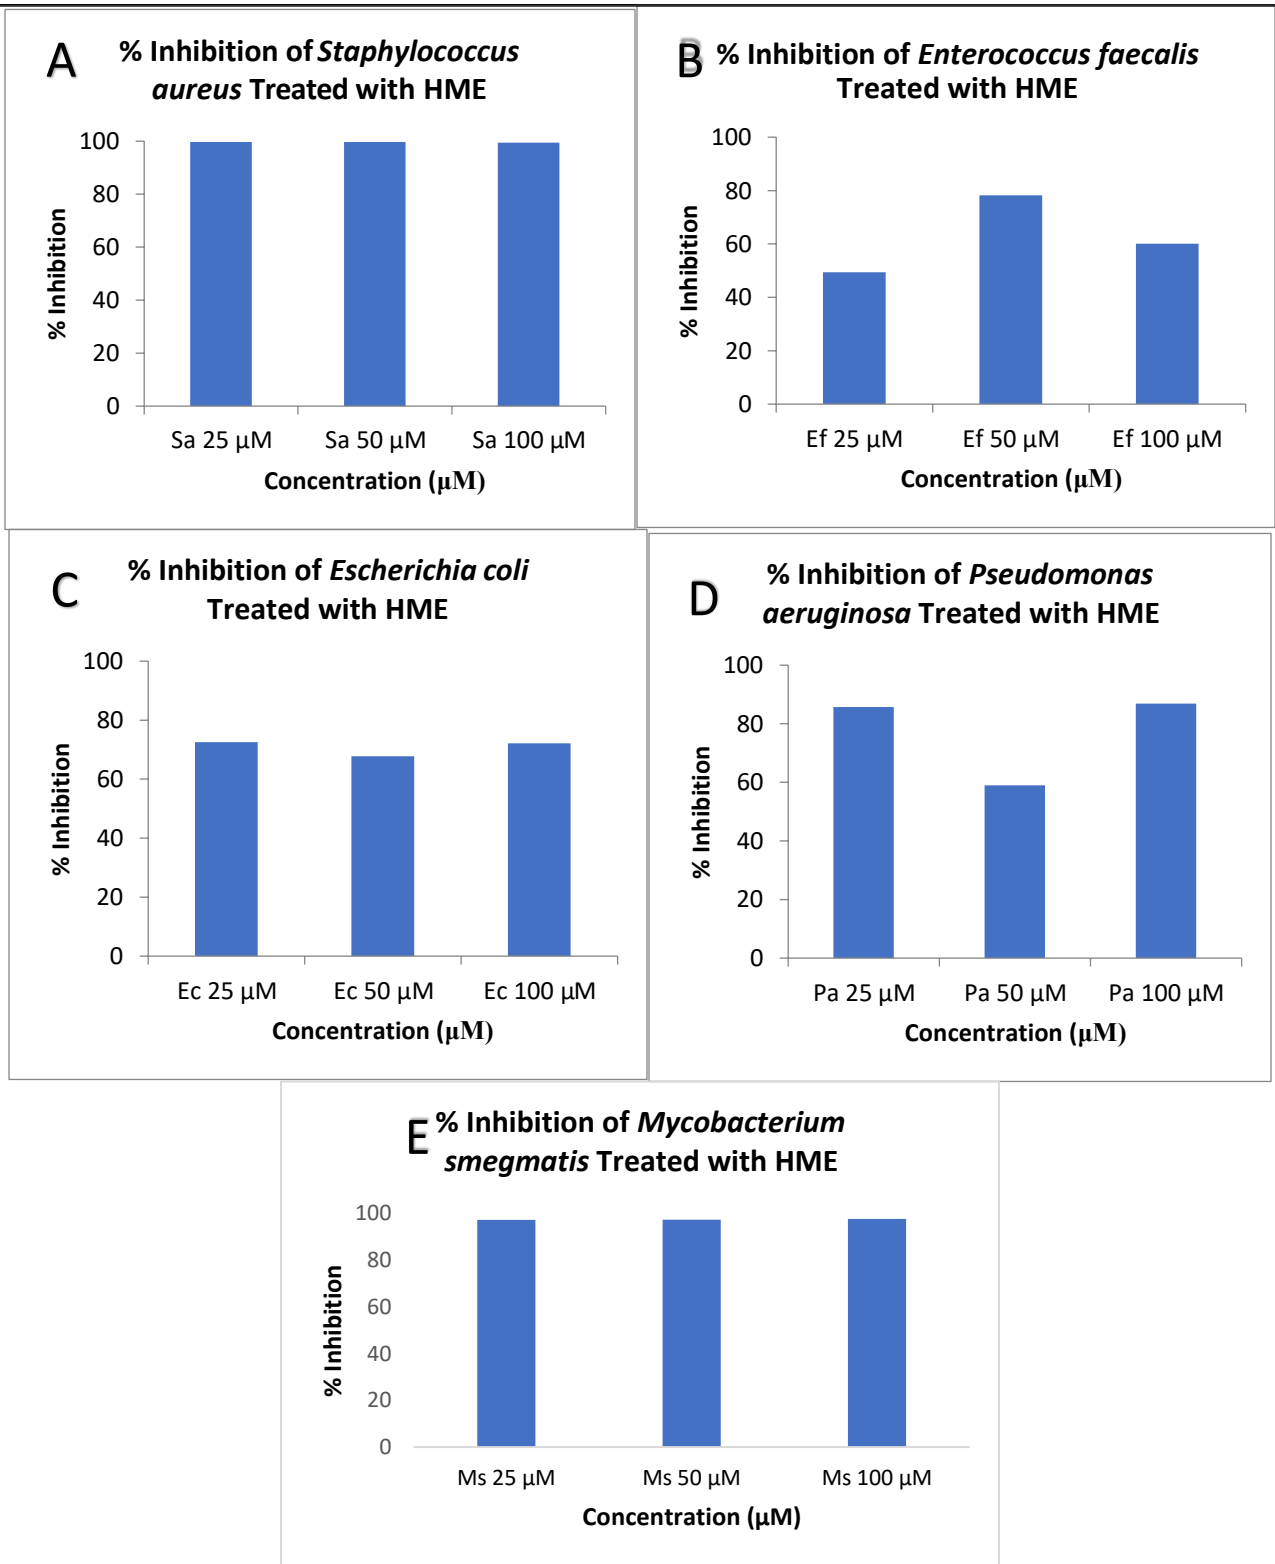 A
% Inhibition of Staphylococcus
aureus Treated with HME
100
80
60
40
20
0
% Inhibition
Sa 25 µM Sa 50 µM Sa 100 µM
Concentration (µM)
B
% Inhibition of Enterococcus faecalis
Treated with HME
100
80
60
40
20
0
% Inhibition
Ef 25 µM Ef 50 µM Ef 100 µM
Concentration (µM)
C
% Inhibition of Escherichia coli
Treated with HME
100
80
60
40
20
0
% Inhibition
Ec 25 µM Ec 50 µM Ec 100 µM
Concentration (µM)
D
% Inhibition of Pseudomonas
aeruginosa Treated with HME
100
80
60
40
20
0
% Inhibition
Pa 25 µM Pa 50 µM Pa 100 µM
Concentration (µM)
E
% Inhibition of Mycobacterium
smegmatis Treated with HME
100
80
60
40
20
0
% Inhibition
Ms 25 µM Ms 50 µM Ms 100 µM
Concentration (µM)